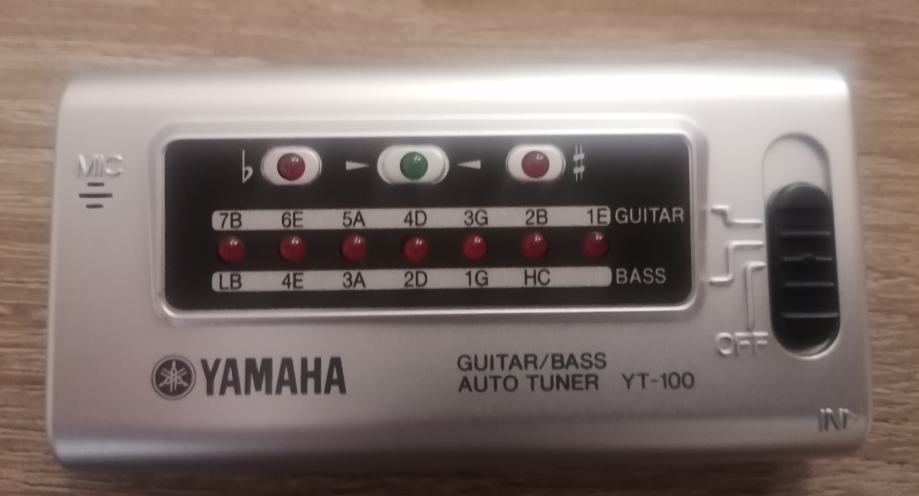 MIC
♭ ♯
7B 6E 5A 4D 3G 2B 1E GUITAR
LB 4E 3A 2D 1G HC BASS
OFF
YAMAHA
GUITAR/BASS
AUTO TUNER YT-100
IN